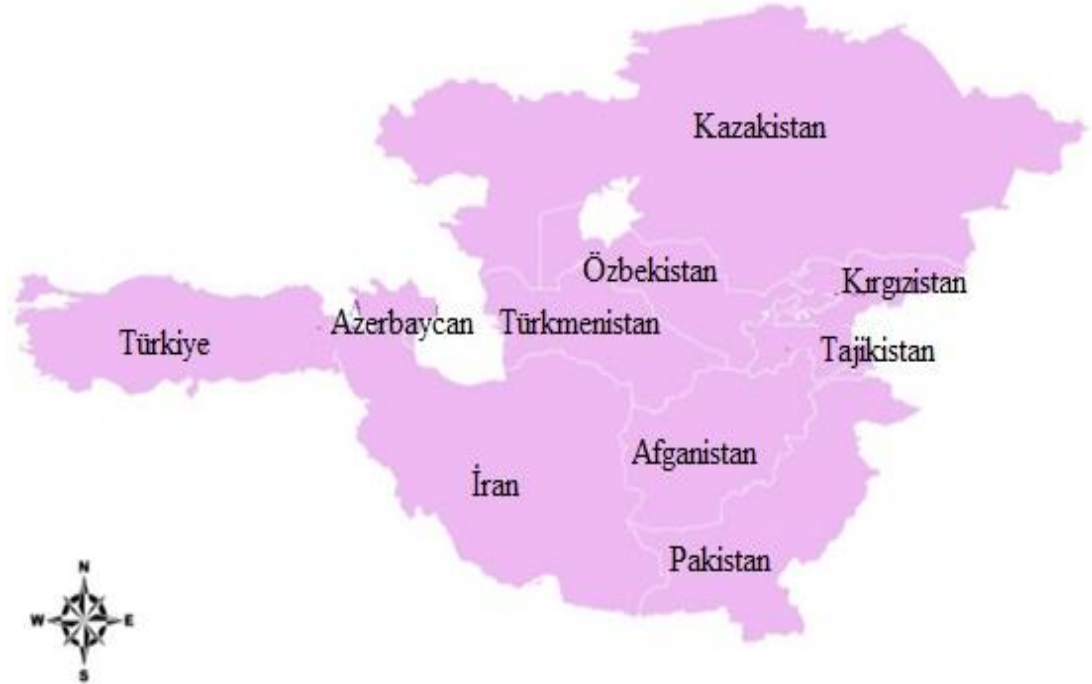 Kazakistan
Özbekistan
Kırgızistan
Azerbaycan
Türkmenistan
Türkiye
Tajikistan
Afganistan
İran
Pakistan
N
W E
S